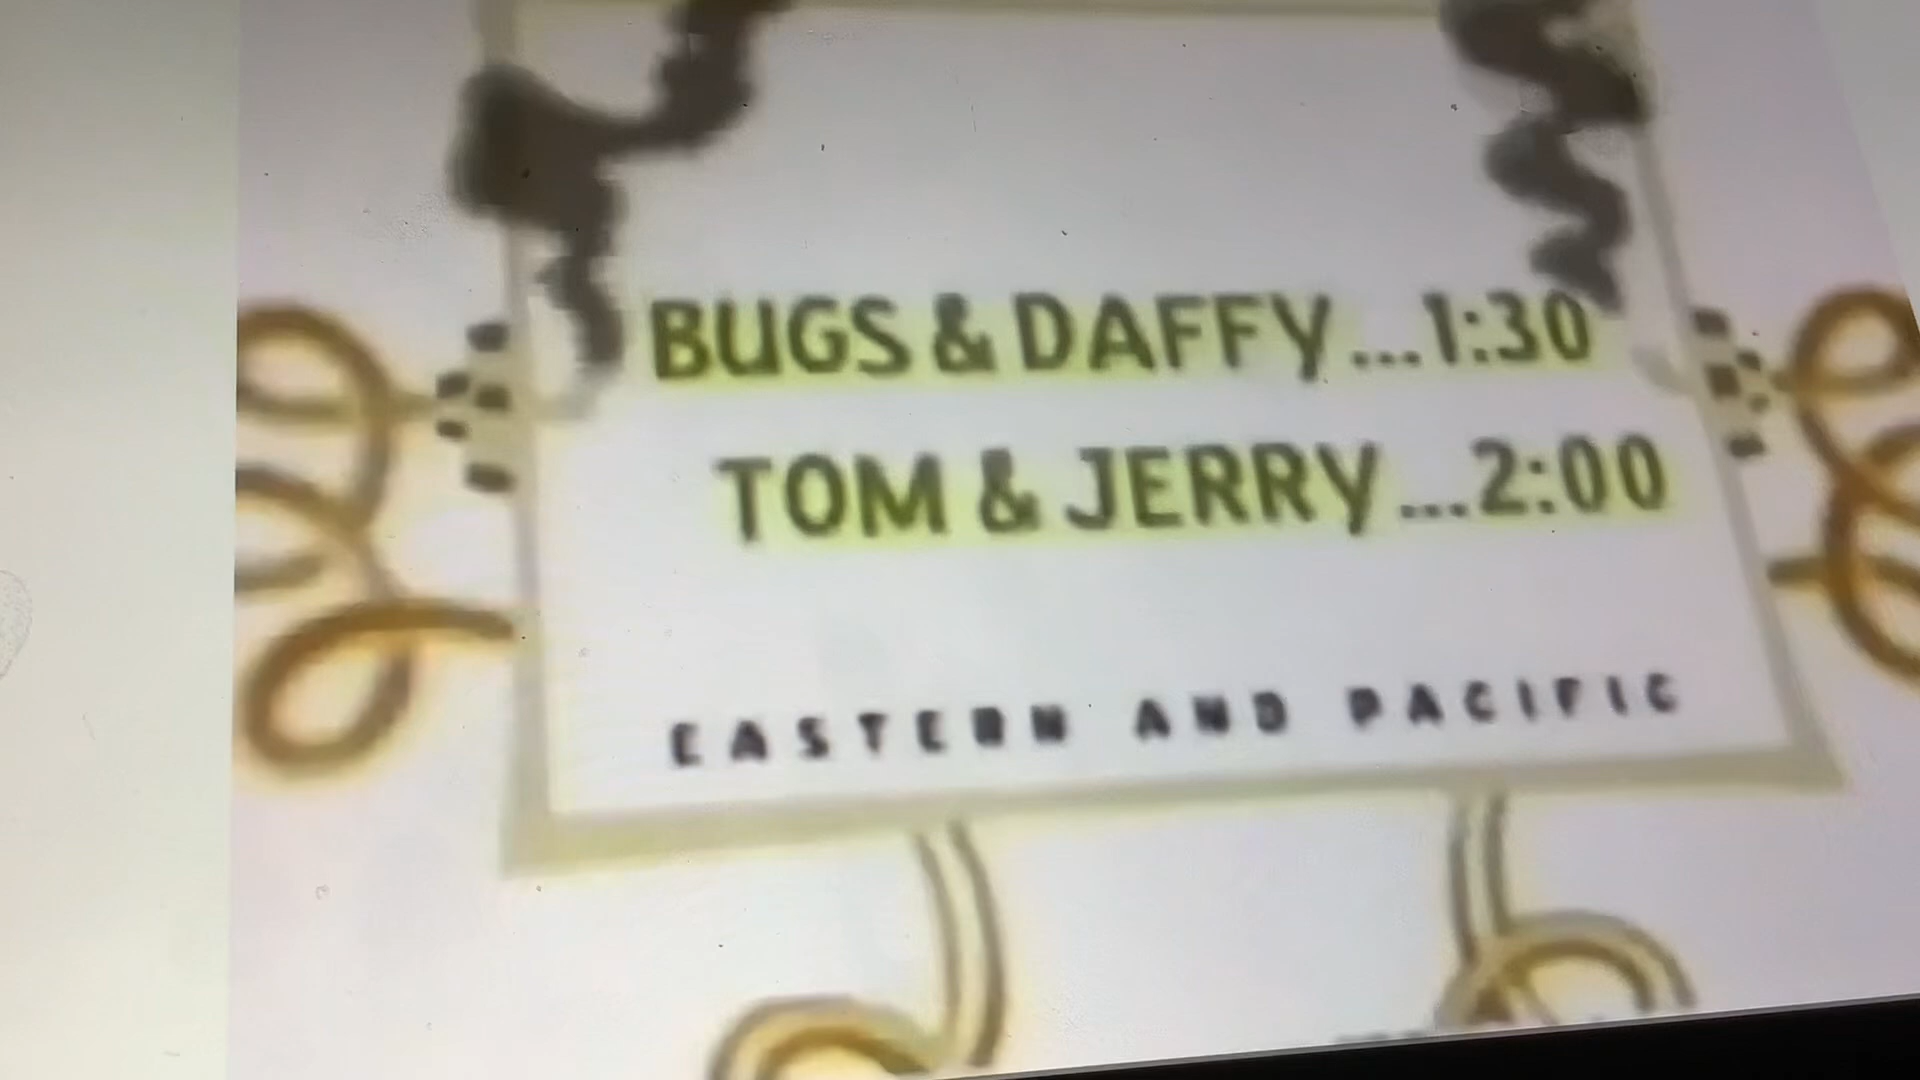 BUGS & DAFFY...1:30
TOM & JERRY...2:00
EASTERN AND PACIFIC